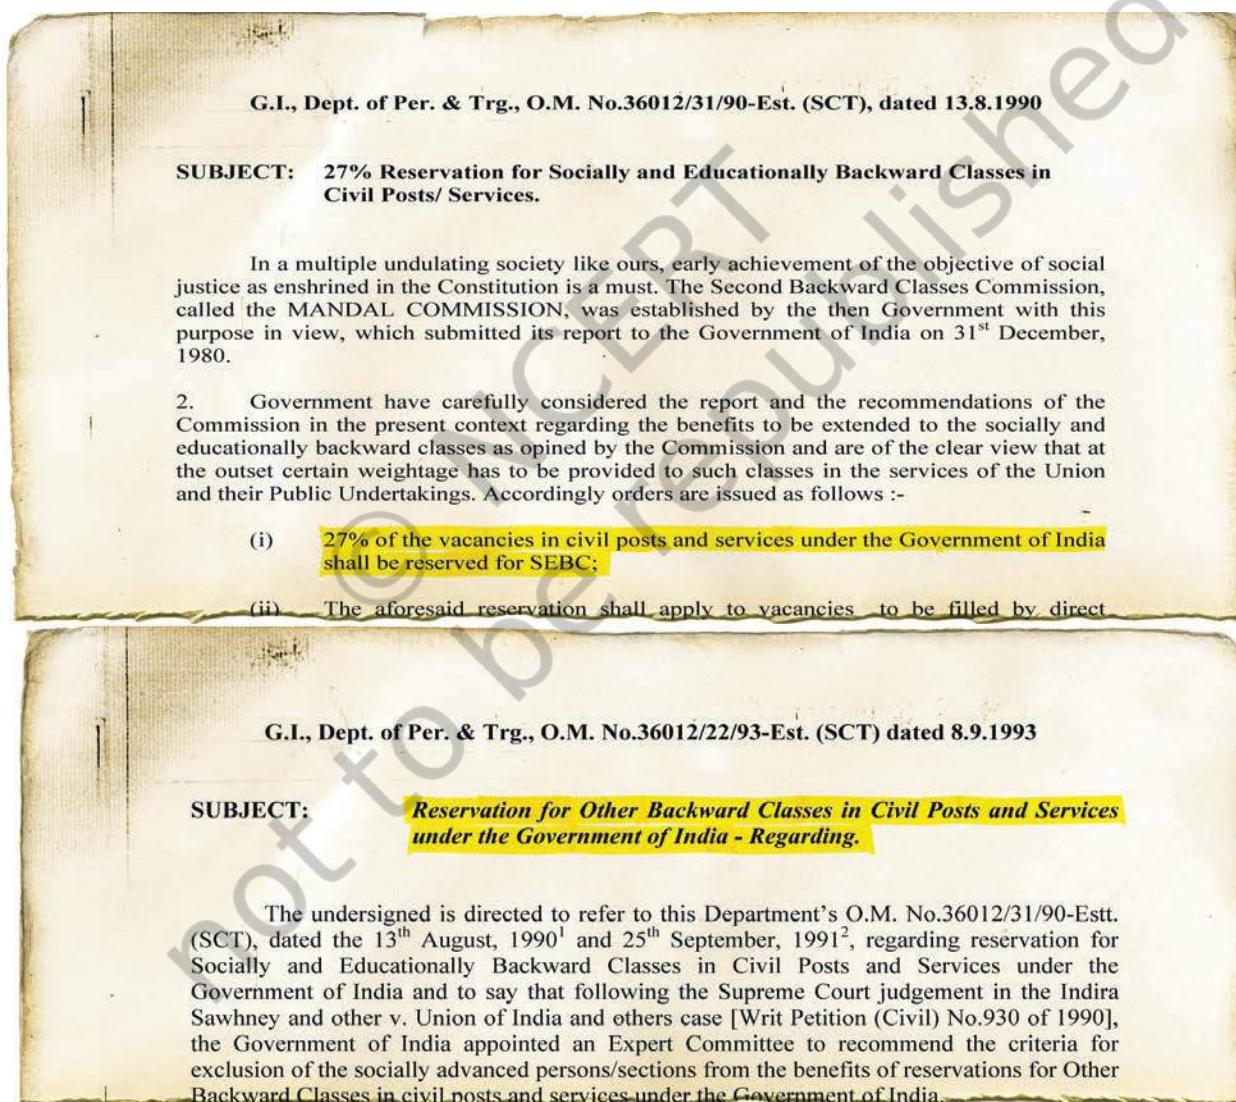 G.I., Dept. of Per. & Trg., O.M. No.36012/31/90-Est. (SCT), dated 13.8.1990
SUBJECT: 27% Reservation for Socially and Educationally Backward Classes in
Civil Posts/ Services.
In a multiple undulating society like ours, early achievement of the objective of social
justice as enshrined in the Constitution is a must. The Second Backward Classes Commission,
called the MANDAL COMMISSION, was established by the then Government with this
purpose in view, which submitted its report to the Government of India on 31st December,
1980.
2. Government have carefully considered the report and the recommendations of the
Commission in the present context regarding the benefits to be extended to the socially and
educationally backward classes as opined by the Commission and are of the clear view that at
the outset certain weightage has to be provided to such classes in the services of the Union
and their Public Undertakings. Accordingly orders are issued as follows :-
(i) 27% of the vacancies in civil posts and services under the Government of India
shall be reserved for SEBC;
(ii) The aforesaid reservation shall apply to vacancies to be filled by direct
G.I., Dept. of Per. & Trg., O.M. No.36012/22/93-Est. (SCT) dated 8.9.1993
SUBJECT: Reservation for Other Backward Classes in Civil Posts and Services
under the Government of India - Regarding.
The undersigned is directed to refer to this Department's O.M. No.36012/31/90-Estt.
(SCT), dated the 13th August, 1990¹ and 25th September, 1991², regarding reservation for
Socially and Educationally Backward Classes in Civil Posts and Services under the
Government of India and to say that following the Supreme Court judgement in the Indira
Sawhney and other v. Union of India and others case [Writ Petition (Civil) No.930 of 1990],
the Government of India appointed an Expert Committee to recommend the criteria for
exclusion of the socially advanced persons/sections from the benefits of reservations for Other
Backward Classes in civil posts and services under the Government of India.
© NCERT
not to be republished